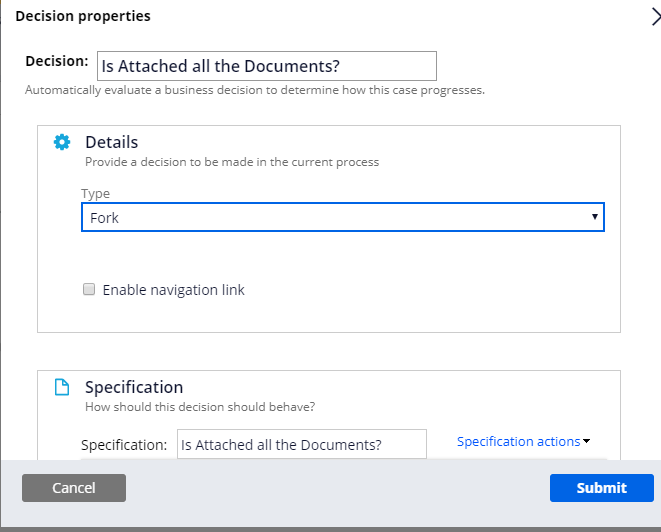 Decision properties
Decision: Is Attached all the Documents?
Automatically evaluate a business decision to determine how this case progresses.
Details
Provide a decision to be made in the current process
Type
Fork
Enable navigation link
Specification
How should this decision should behave?
Specification: Is Attached all the Documents? Specification actions
Cancel Submit